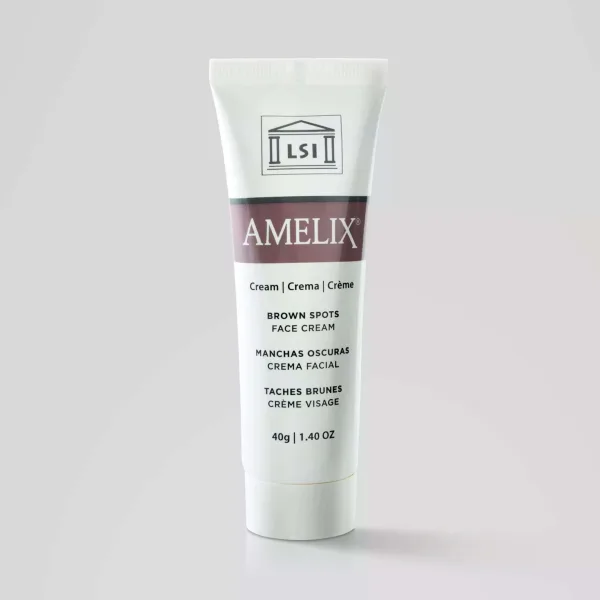 LSI
AMELIX®
Cream | Crema | Crème
BROWN SPOTS
FACE CREAM
MANCHAS OSCURAS
CREMA FACIAL
TACHES BRUNES
CRÈME VISAGE
40g | 1.40 OZ